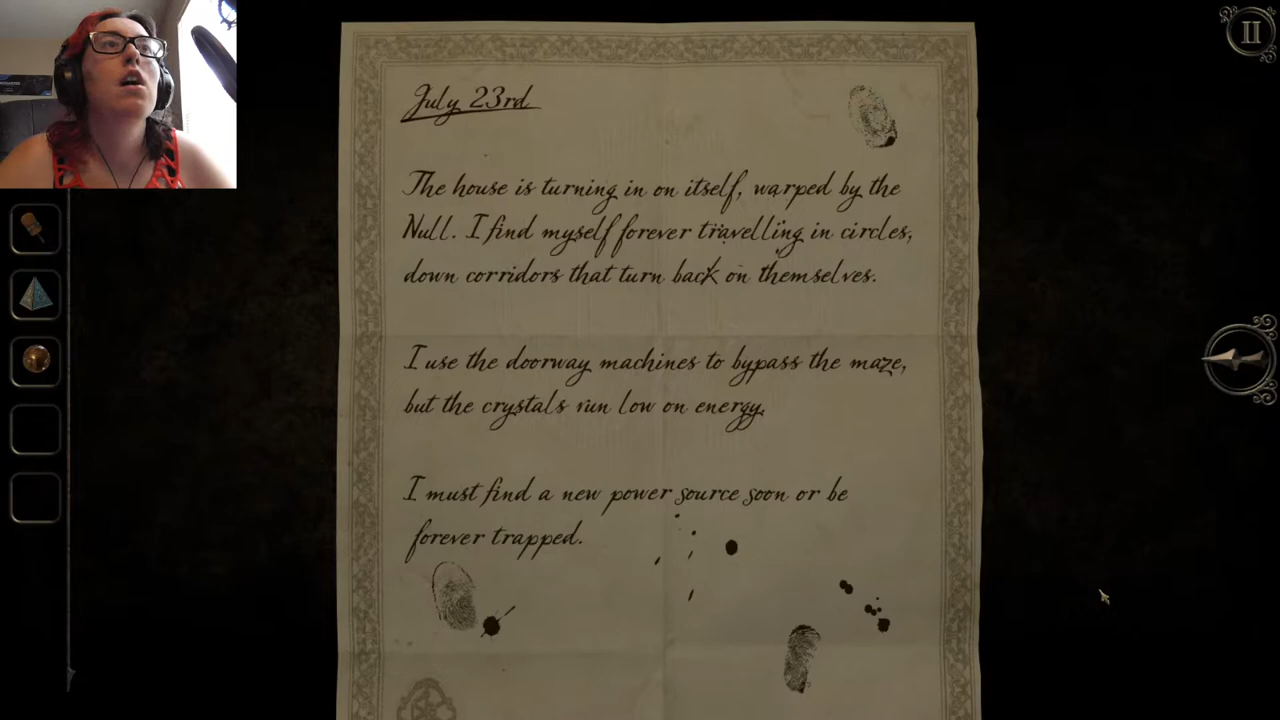 July 23rd
The house is turning in on itself, warped by the
Null. I find myself forever travelling in circles,
down corridors that turn back on themselves.
I use the doorway machines to bypass the maze,
but the crystals run low on energy.
I must find a new power source soon or be
forever trapped.